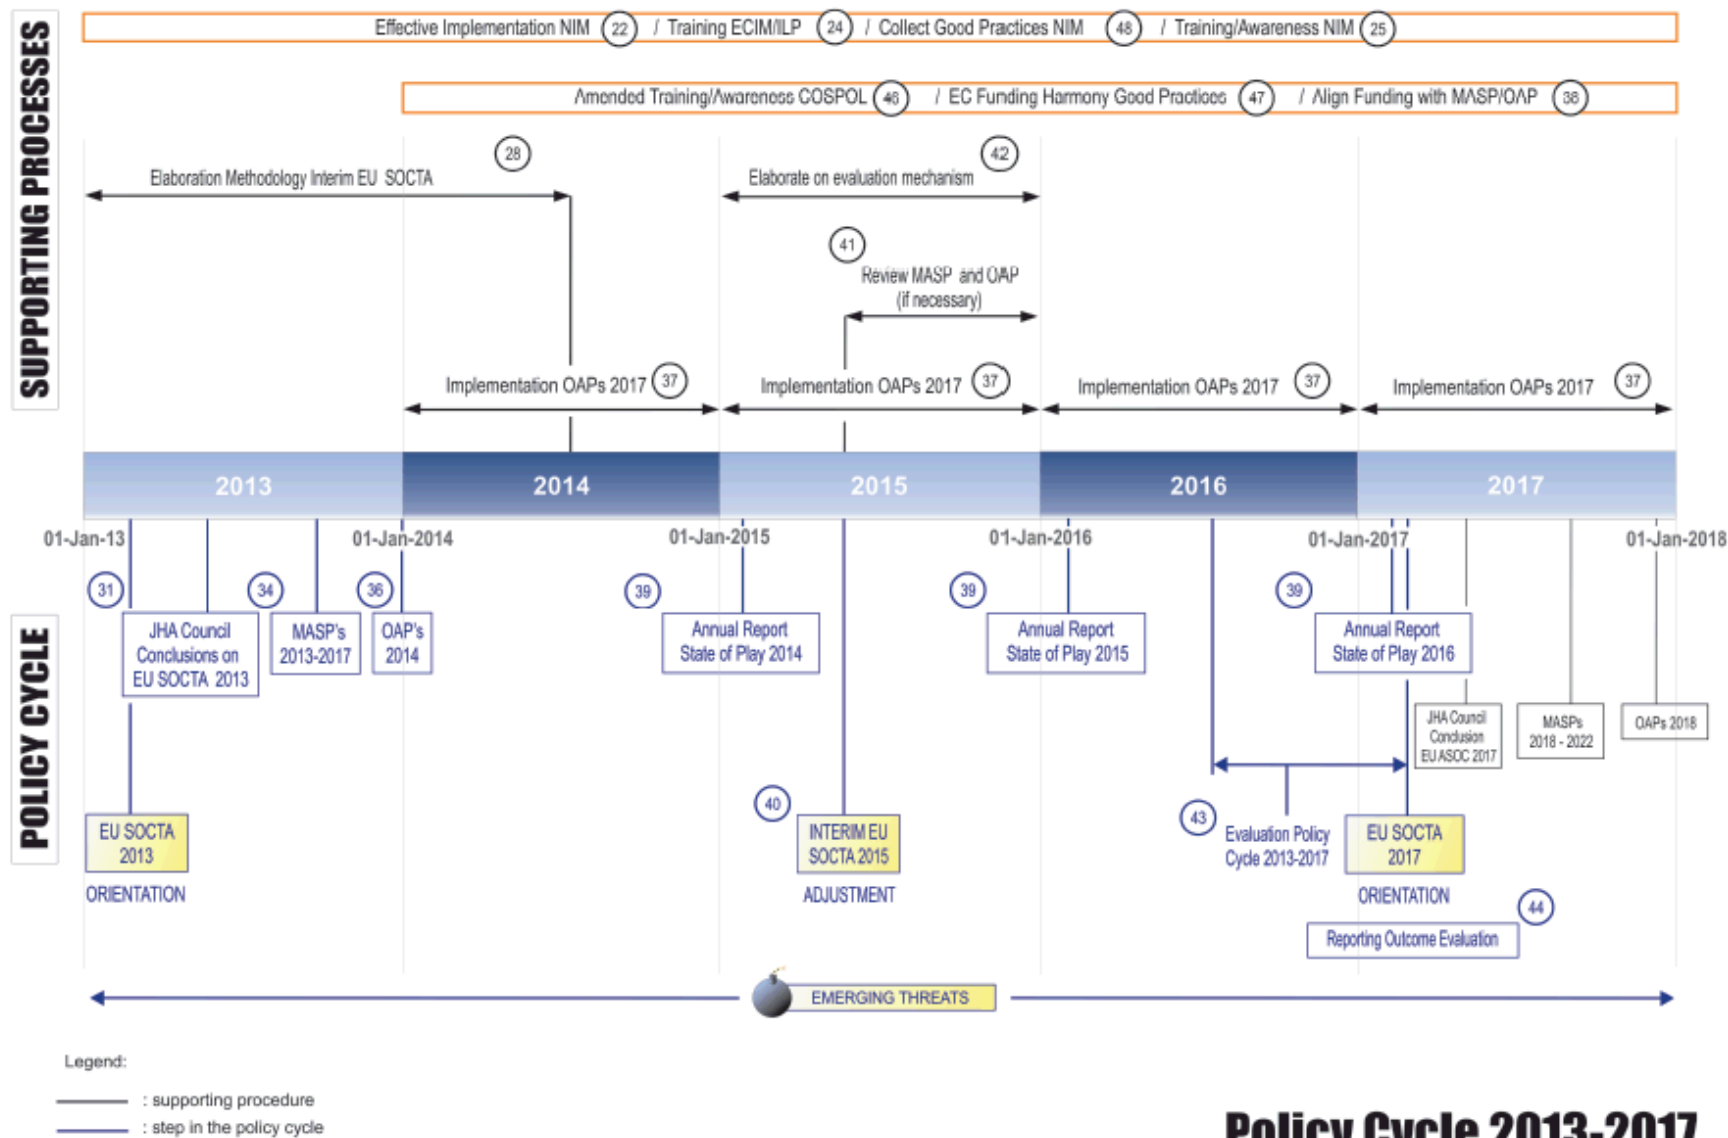 SUPPORTING PROCESSES
Effective Implementation NIM 22 / Training ECIM/ILP 24 / Collect Good Practices NIM 48 / Training/Awareness NIM 25
Amended Training/Awareness COSPOL 46 / EC Funding Harmony Good Practices 47 / Align Funding with MASP/OAP 38
28
Elaboration Methodology Interim EU SOCTA
42
Elaborate on evaluation mechanism
41
Review MASP and OAP
(if necessary)
Implementation OAPs 2017 37
Implementation OAPs 2017 37
Implementation OAPs 2017 37
Implementation OAPs 2017 37
2013
2014
2015
2016
2017
01-Jan-13
01-Jan-2014
01-Jan-2015
01-Jan-2016
01-Jan-2017
01-Jan-2018
POLICY CYCLE
31
JHA Council
Conclusions on
EU SOCTA 2013
34
MASP's
2013-2017
36
OAP's
2014
39
Annual Report
State of Play 2014
39
Annual Report
State of Play 2015
39
Annual Report
State of Play 2016
JHA Council
Conclusion
EU ASOC 2017
MASPs
2018 - 2022
OAPs 2018
EU SOCTA
2013
ORIENTATION
40
INTERIM EU
SOCTA 2015
ADJUSTMENT
43
Evaluation Policy
Cycle 2013-2017
EU SOCTA
2017
ORIENTATION
44
Reporting Outcome Evaluation
EMERGING THREATS
Legend:
: supporting procedure
: step in the policy cycle
Policy Cycle 2013-2017